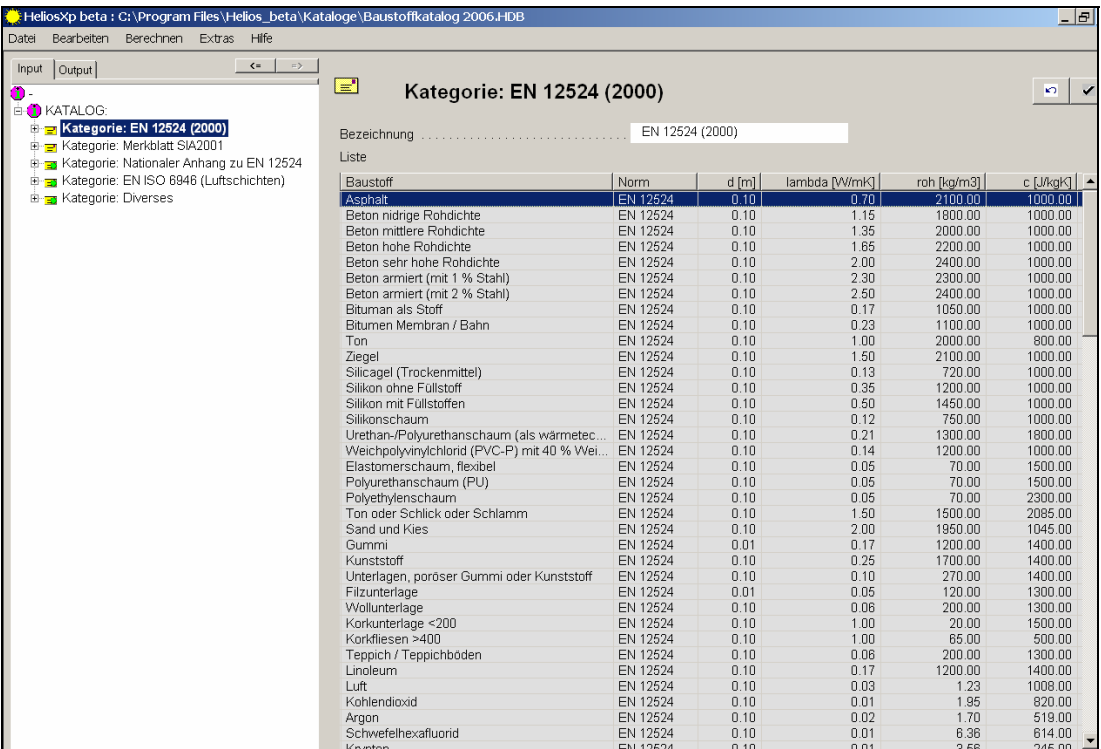 HeliosXp beta : C:\Program Files\Helios_beta\Kataloge\Baustoffkatalog 2006.HDB
Datei Bearbeiten Berechnen Extras Hilfe
Input Output <= =>
-
KATALOG:
Kategorie: EN 12524 (2000)
Kategorie: Merkblatt SIA2001
Kategorie: Nationaler Anhang zu EN 12524
Kategorie: EN ISO 6946 (Luftschichten)
Kategorie: Diverses
Kategorie: EN 12524 (2000)
Bezeichnung .............................. EN 12524 (2000)
Liste
Baustoff Norm d [m] lambda [W/mK] roh [kg/m3] c [J/kgK]
Asphalt EN 12524 0.10 0.70 2100.00 1000.00
Beton nidrige Rohdichte EN 12524 0.10 1.15 1800.00 1000.00
Beton mittlere Rohdichte EN 12524 0.10 1.35 2000.00 1000.00
Beton hohe Rohdichte EN 12524 0.10 1.65 2200.00 1000.00
Beton sehr hohe Rohdichte EN 12524 0.10 2.00 2400.00 1000.00
Beton armiert (mit 1 % Stahl) EN 12524 0.10 2.30 2300.00 1000.00
Beton armiert (mit 2 % Stahl) EN 12524 0.10 2.50 2400.00 1000.00
Bituman als Stoff EN 12524 0.10 0.17 1050.00 1000.00
Bitumen Membran / Bahn EN 12524 0.10 0.23 1100.00 1000.00
Ton EN 12524 0.10 1.00 2000.00 800.00
Ziegel EN 12524 0.10 1.50 2100.00 1000.00
Silicagel (Trockenmittel) EN 12524 0.10 0.13 720.00 1000.00
Silikon ohne Füllstoff EN 12524 0.10 0.35 1200.00 1000.00
Silikon mit Füllstoffen EN 12524 0.10 0.50 1450.00 1000.00
Silikonschaum EN 12524 0.10 0.12 750.00 1000.00
Urethan-/Polyurethanschaum (als wärmetec... EN 12524 0.10 0.21 1300.00 1800.00
Weichpolyvinylchlorid (PVC-P) mit 40 % Wei... EN 12524 0.10 0.14 1200.00 1000.00
Elastomerschaum, flexibel EN 12524 0.10 0.05 70.00 1500.00
Polyurethanschaum (PU) EN 12524 0.10 0.05 70.00 1500.00
Polyethylenschaum EN 12524 0.10 0.05 70.00 2300.00
Ton oder Schlick oder Schlamm EN 12524 0.10 1.50 1500.00 2085.00
Sand und Kies EN 12524 0.10 2.00 1950.00 1045.00
Gummi EN 12524 0.01 0.17 1200.00 1400.00
Kunststoff EN 12524 0.10 0.25 1700.00 1400.00
Unterlagen, poröser Gummi oder Kunststoff EN 12524 0.10 0.10 270.00 1400.00
Filzunterlage EN 12524 0.01 0.05 120.00 1300.00
Wollunterlage EN 12524 0.10 0.06 200.00 1300.00
Korkunterlage <200 EN 12524 0.10 1.00 20.00 1500.00
Korkfliesen >400 EN 12524 0.10 1.00 65.00 500.00
Teppich / Teppichböden EN 12524 0.10 0.06 200.00 1300.00
Linoleum EN 12524 0.10 0.17 1200.00 1400.00
Luft EN 12524 0.10 0.03 1.23 1008.00
Kohlendioxid EN 12524 0.10 0.01 1.95 820.00
Argon EN 12524 0.10 0.02 1.70 519.00
Schwefelhexafluorid EN 12524 0.10 0.01 6.36 614.00
Krypton EN 12524 0.10 0.01 3.56 245.00